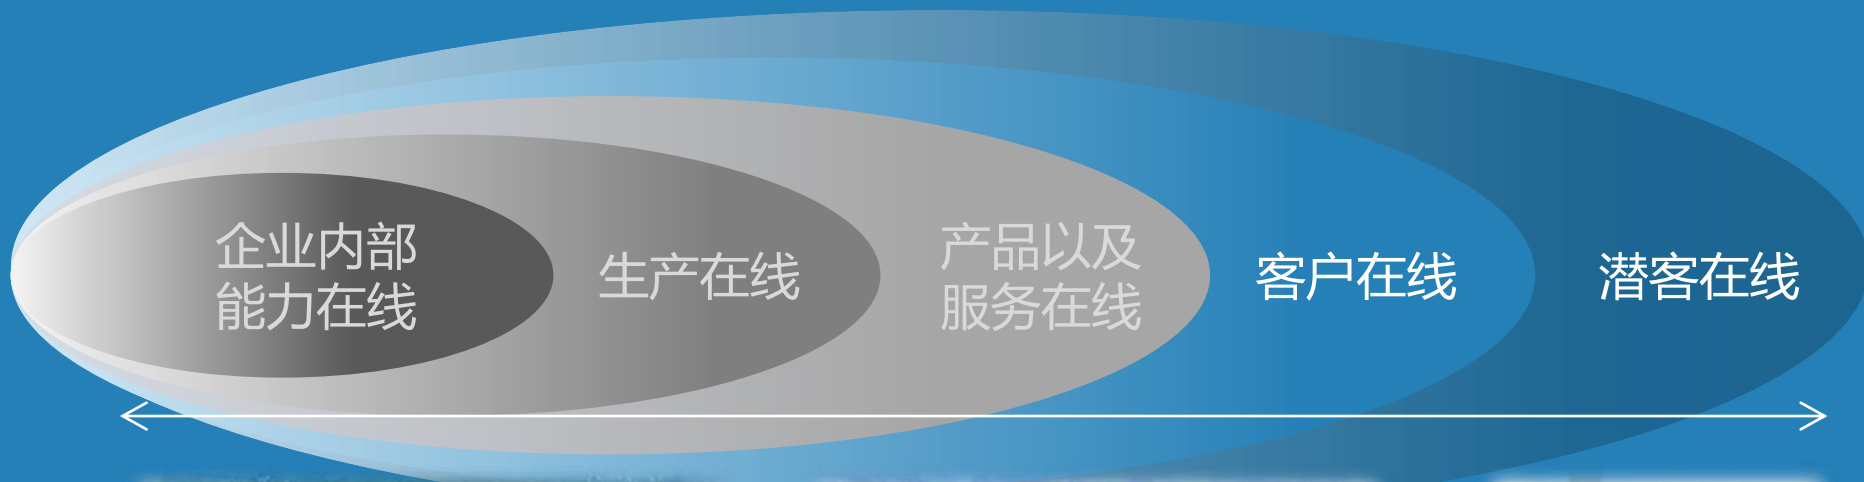 企业内部
能力在线
生产在线
产品以及
服务在线
客户在线
潜客在线